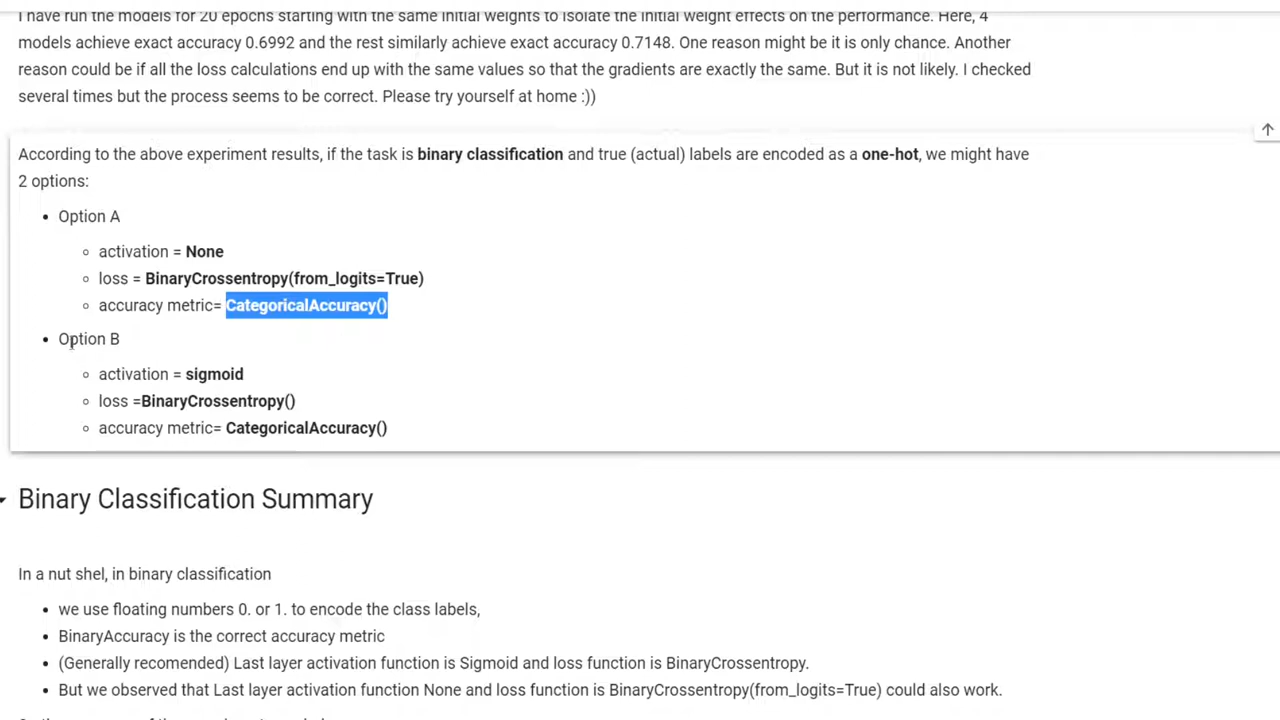 I have run the models for 20 epochs starting with the same initial weights to isolate the initial weight effects on the performance. Here, 4
models achieve exact accuracy 0.6992 and the rest similarly achieve exact accuracy 0.7148. One reason might be it is only chance. Another
reason could be if all the loss calculations end up with the same values so that the gradients are exactly the same. But it is not likely. I checked
several times but the process seems to be correct. Please try yourself at home :))
According to the above experiment results, if the task is binary classification and true (actual) labels are encoded as a one-hot, we might have
2 options:
• Option A
◦ activation = None
◦ loss = BinaryCrossentropy(from_logits=True)
◦ accuracy metric= CategoricalAccuracy()
• Option B
◦ activation = sigmoid
◦ loss =BinaryCrossentropy()
◦ accuracy metric= CategoricalAccuracy()
Binary Classification Summary
In a nut shel, in binary classification
• we use floating numbers 0. or 1. to encode the class labels,
• BinaryAccuracy is the correct accuracy metric
• (Generally recomended) Last layer activation function is Sigmoid and loss function is BinaryCrossentropy.
• But we observed that Last layer activation function None and loss function is BinaryCrossentropy(from_logits=True) could also work.